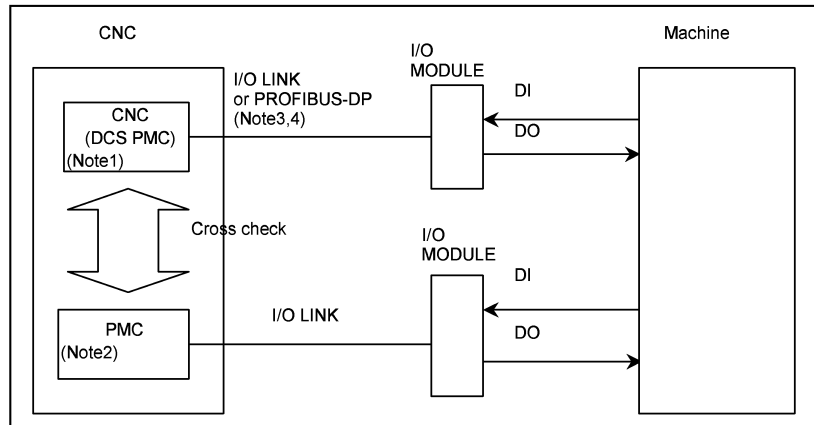 CNC
Machine
I/O
MODULE
I/O LINK
or PROFIBUS-DP
(Note3,4)
CNC
(DCS PMC)
(Note1)
DI
DO
Cross check
I/O
MODULE
PMC
(Note2)
I/O LINK
DI
DO